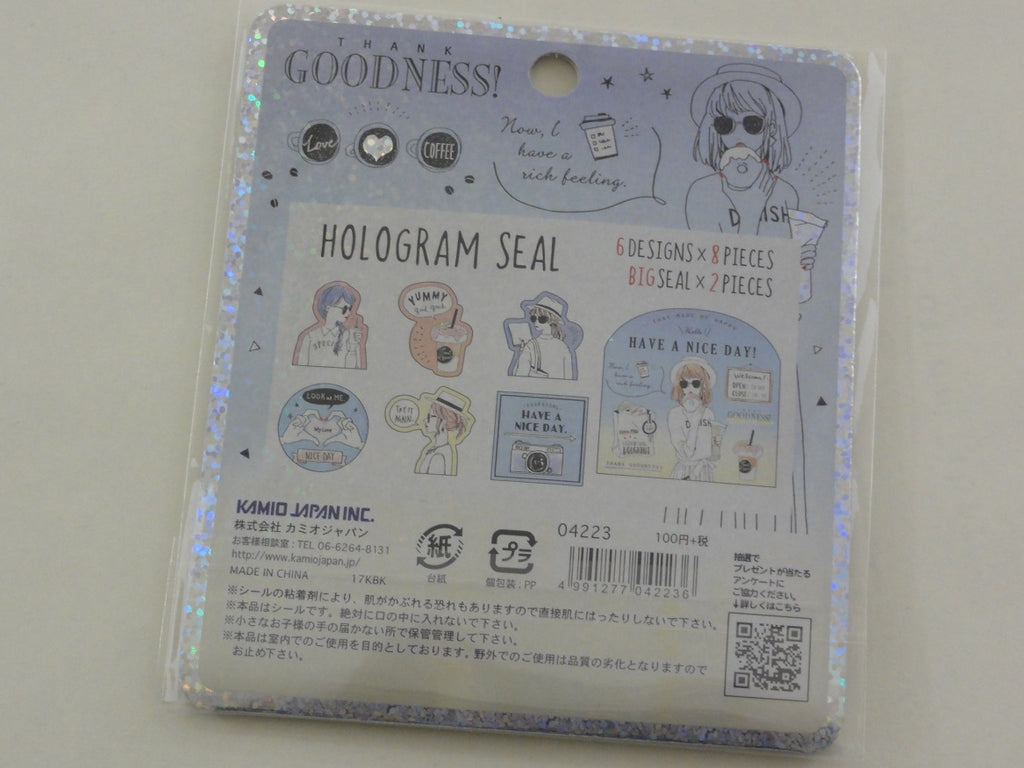 THANK
GOODNESS!
Love
COFFEE
Now, I
have a
rich feeling.
HOLOGRAM SEAL
6 DESIGNS × 8 PIECES
BIG SEAL × 2 PIECES
YUMMY
HAVE A NICE DAY!
LOOK at ME
My Love
NICE DAY
HAVE A
NICE DAY.
KAMIO JAPAN INC.
株式会社 カミオジャパン
お客様相談室 : TEL 06-6264-8131
http://www.kamiojapan.jp/
MADE IN CHINA 17KBK
紙
台紙
プラ
個包装 : PP
04223
100円+税
4 991277 042236
抽選で
プレゼントが当たる
アンケートに
ご協力ください。
↓詳しくはこちら
※シールの粘着剤により、肌がかぶれる恐れもありますので直接肌にはったりしないで下さい。
※本品はシールです。絶対に口の中に入れないで下さい。
※小さなお子様の手の届かない所で保管管理して下さい。
※本品は室内でのご使用を目的としております。野外でのご使用は品質の劣化となりますので
お止め下さい。